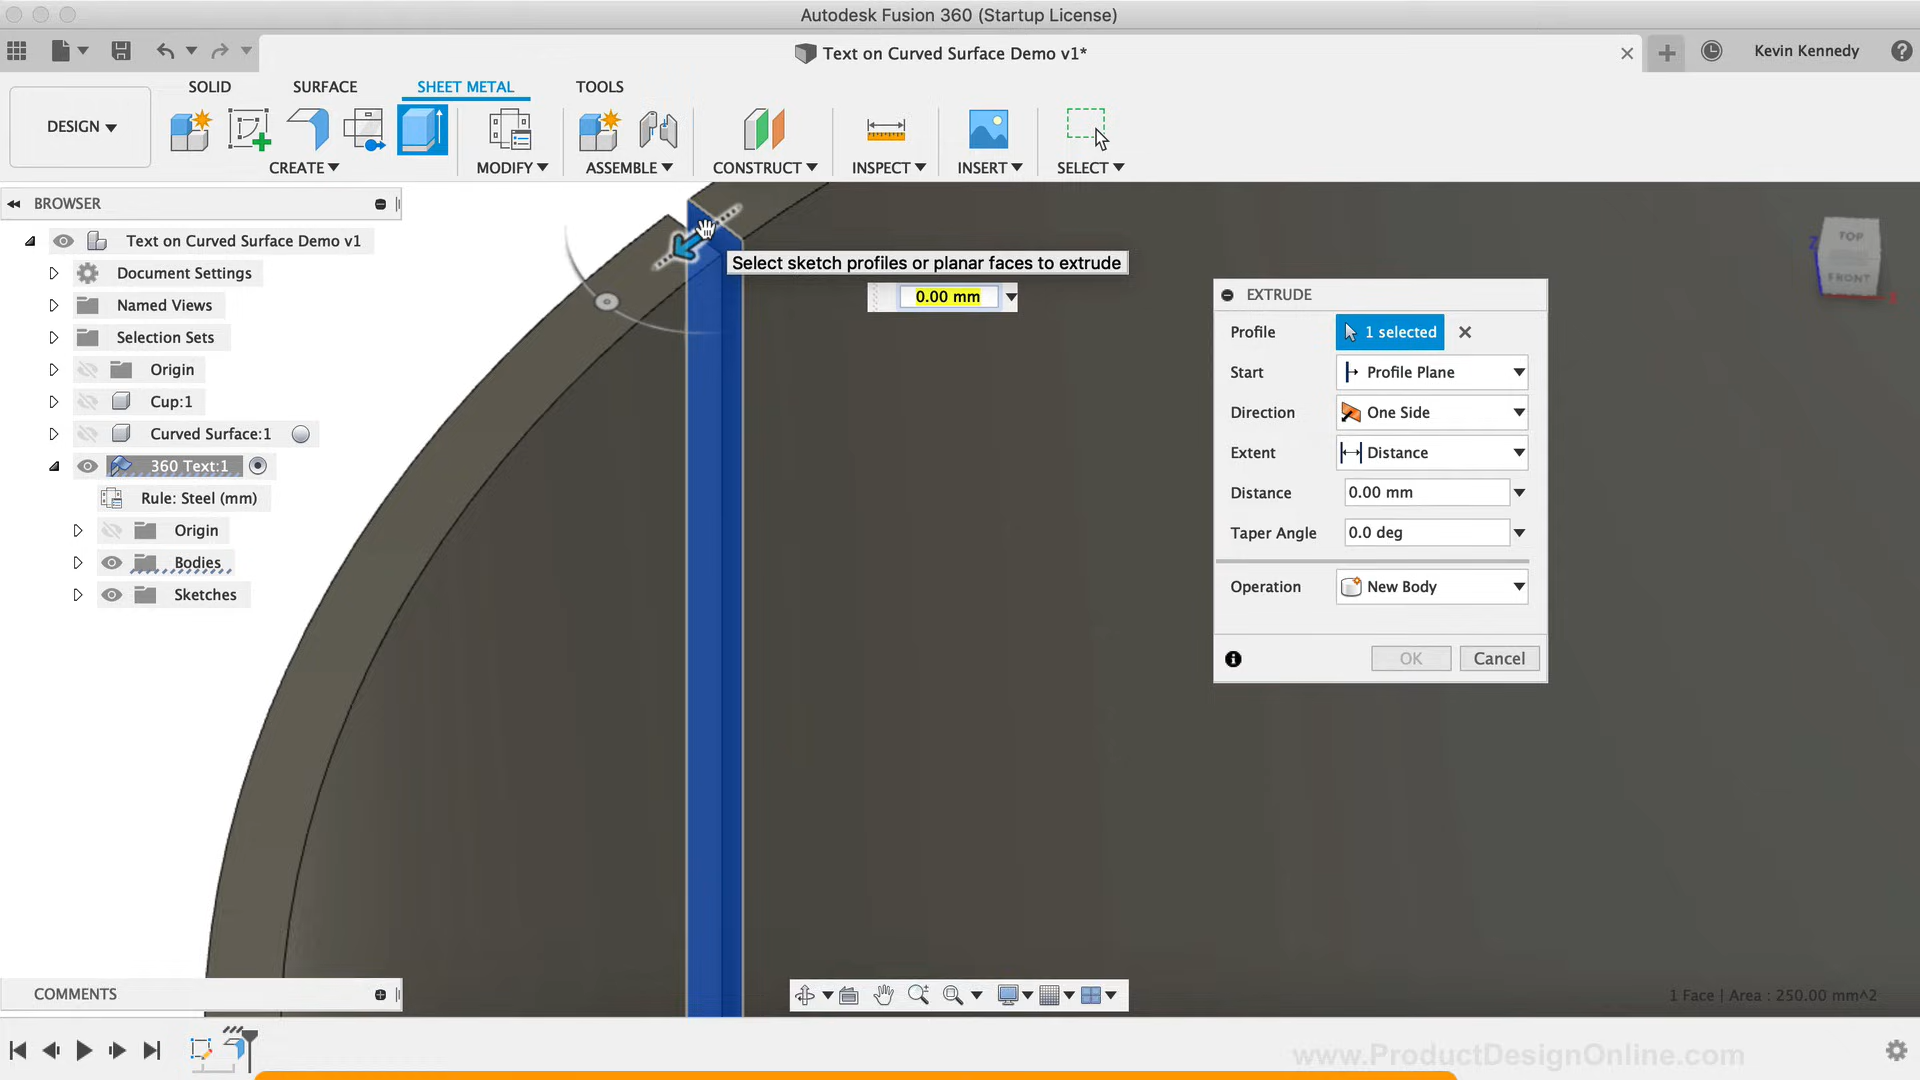 Autodesk Fusion 360 (Startup License)
Text on Curved Surface Demo v1*
Kevin Kennedy
SOLID
SURFACE
SHEET METAL
TOOLS
DESIGN
CREATE
MODIFY
ASSEMBLE
CONSTRUCT
INSPECT
INSERT
SELECT
BROWSER
Text on Curved Surface Demo v1
Document Settings
Named Views
Selection Sets
Origin
Cup:1
Curved Surface:1
360 Text:1
Rule: Steel (mm)
Origin
Bodies
Sketches
Select sketch profiles or planar faces to extrude
0.00 mm
TOP
FRONT
Z
EXTRUDE
Profile
1 selected
Start
Profile Plane
Direction
One Side
Extent
Distance
Distance
0.00 mm
Taper Angle
0.0 deg
Operation
New Body
OK
Cancel
COMMENTS
1 Face | Area : 250.00 mm^2
www.ProductDesignOnline.com